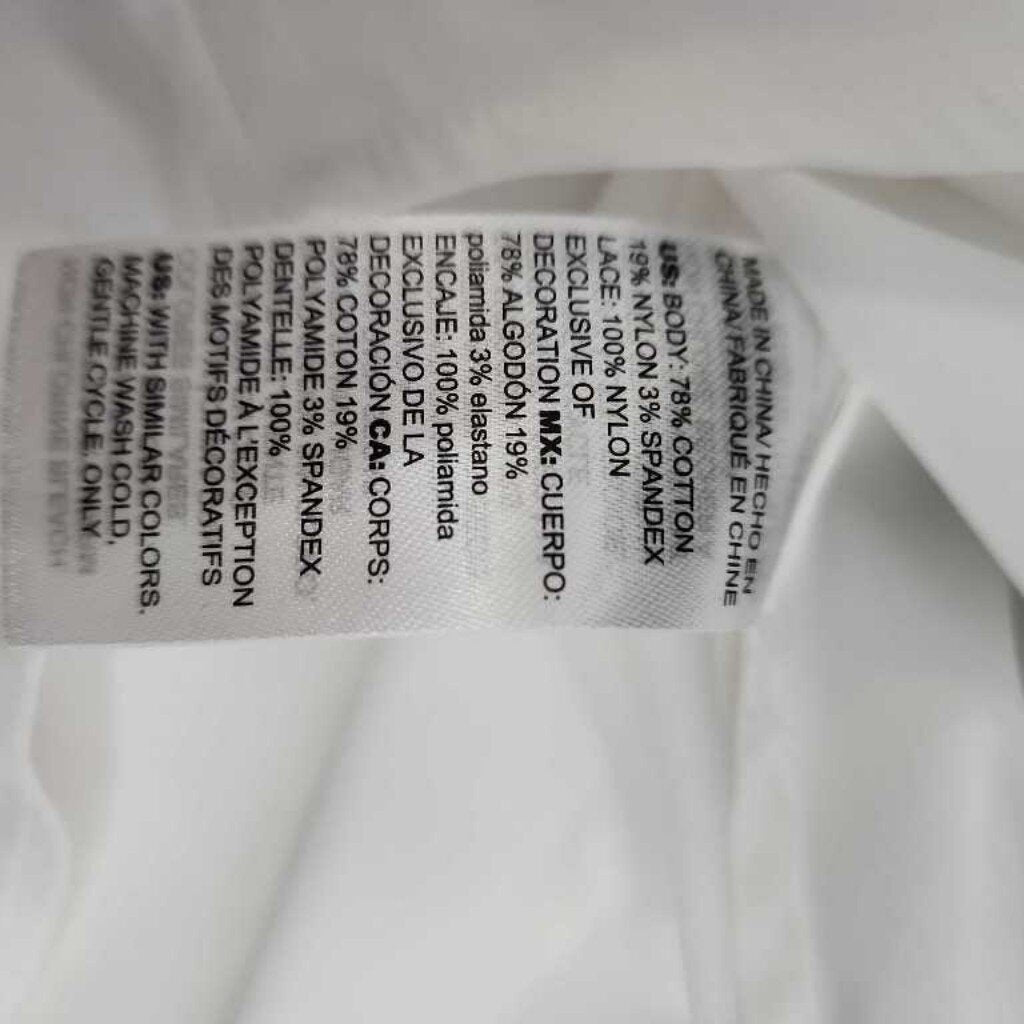 MADE IN CHINA/ HECHO EN
CHINA/ FABRIQUÉ EN CHINE
US: BODY: 78% COTTON
19% NYLON 3% SPANDEX
LACE: 100% NYLON
EXCLUSIVE OF
DECORATION MX: CUERPO:
78% ALGODÓN 19%
poliamida 3% elastano
ENCAJE: 100% poliamida
EXCLUSIVO DE LA
DECORACIÓN CA: CORPS:
78% COTON 19%
POLYAMIDE 3% SPANDEX
DENTELLE: 100%
POLYAMIDE À L'EXCEPTION
DES MOTIFS DÉCORATIFS
US: WITH SIMILAR COLORS.
MACHINE WASH COLD,
GENTLE CYCLE, ONLY